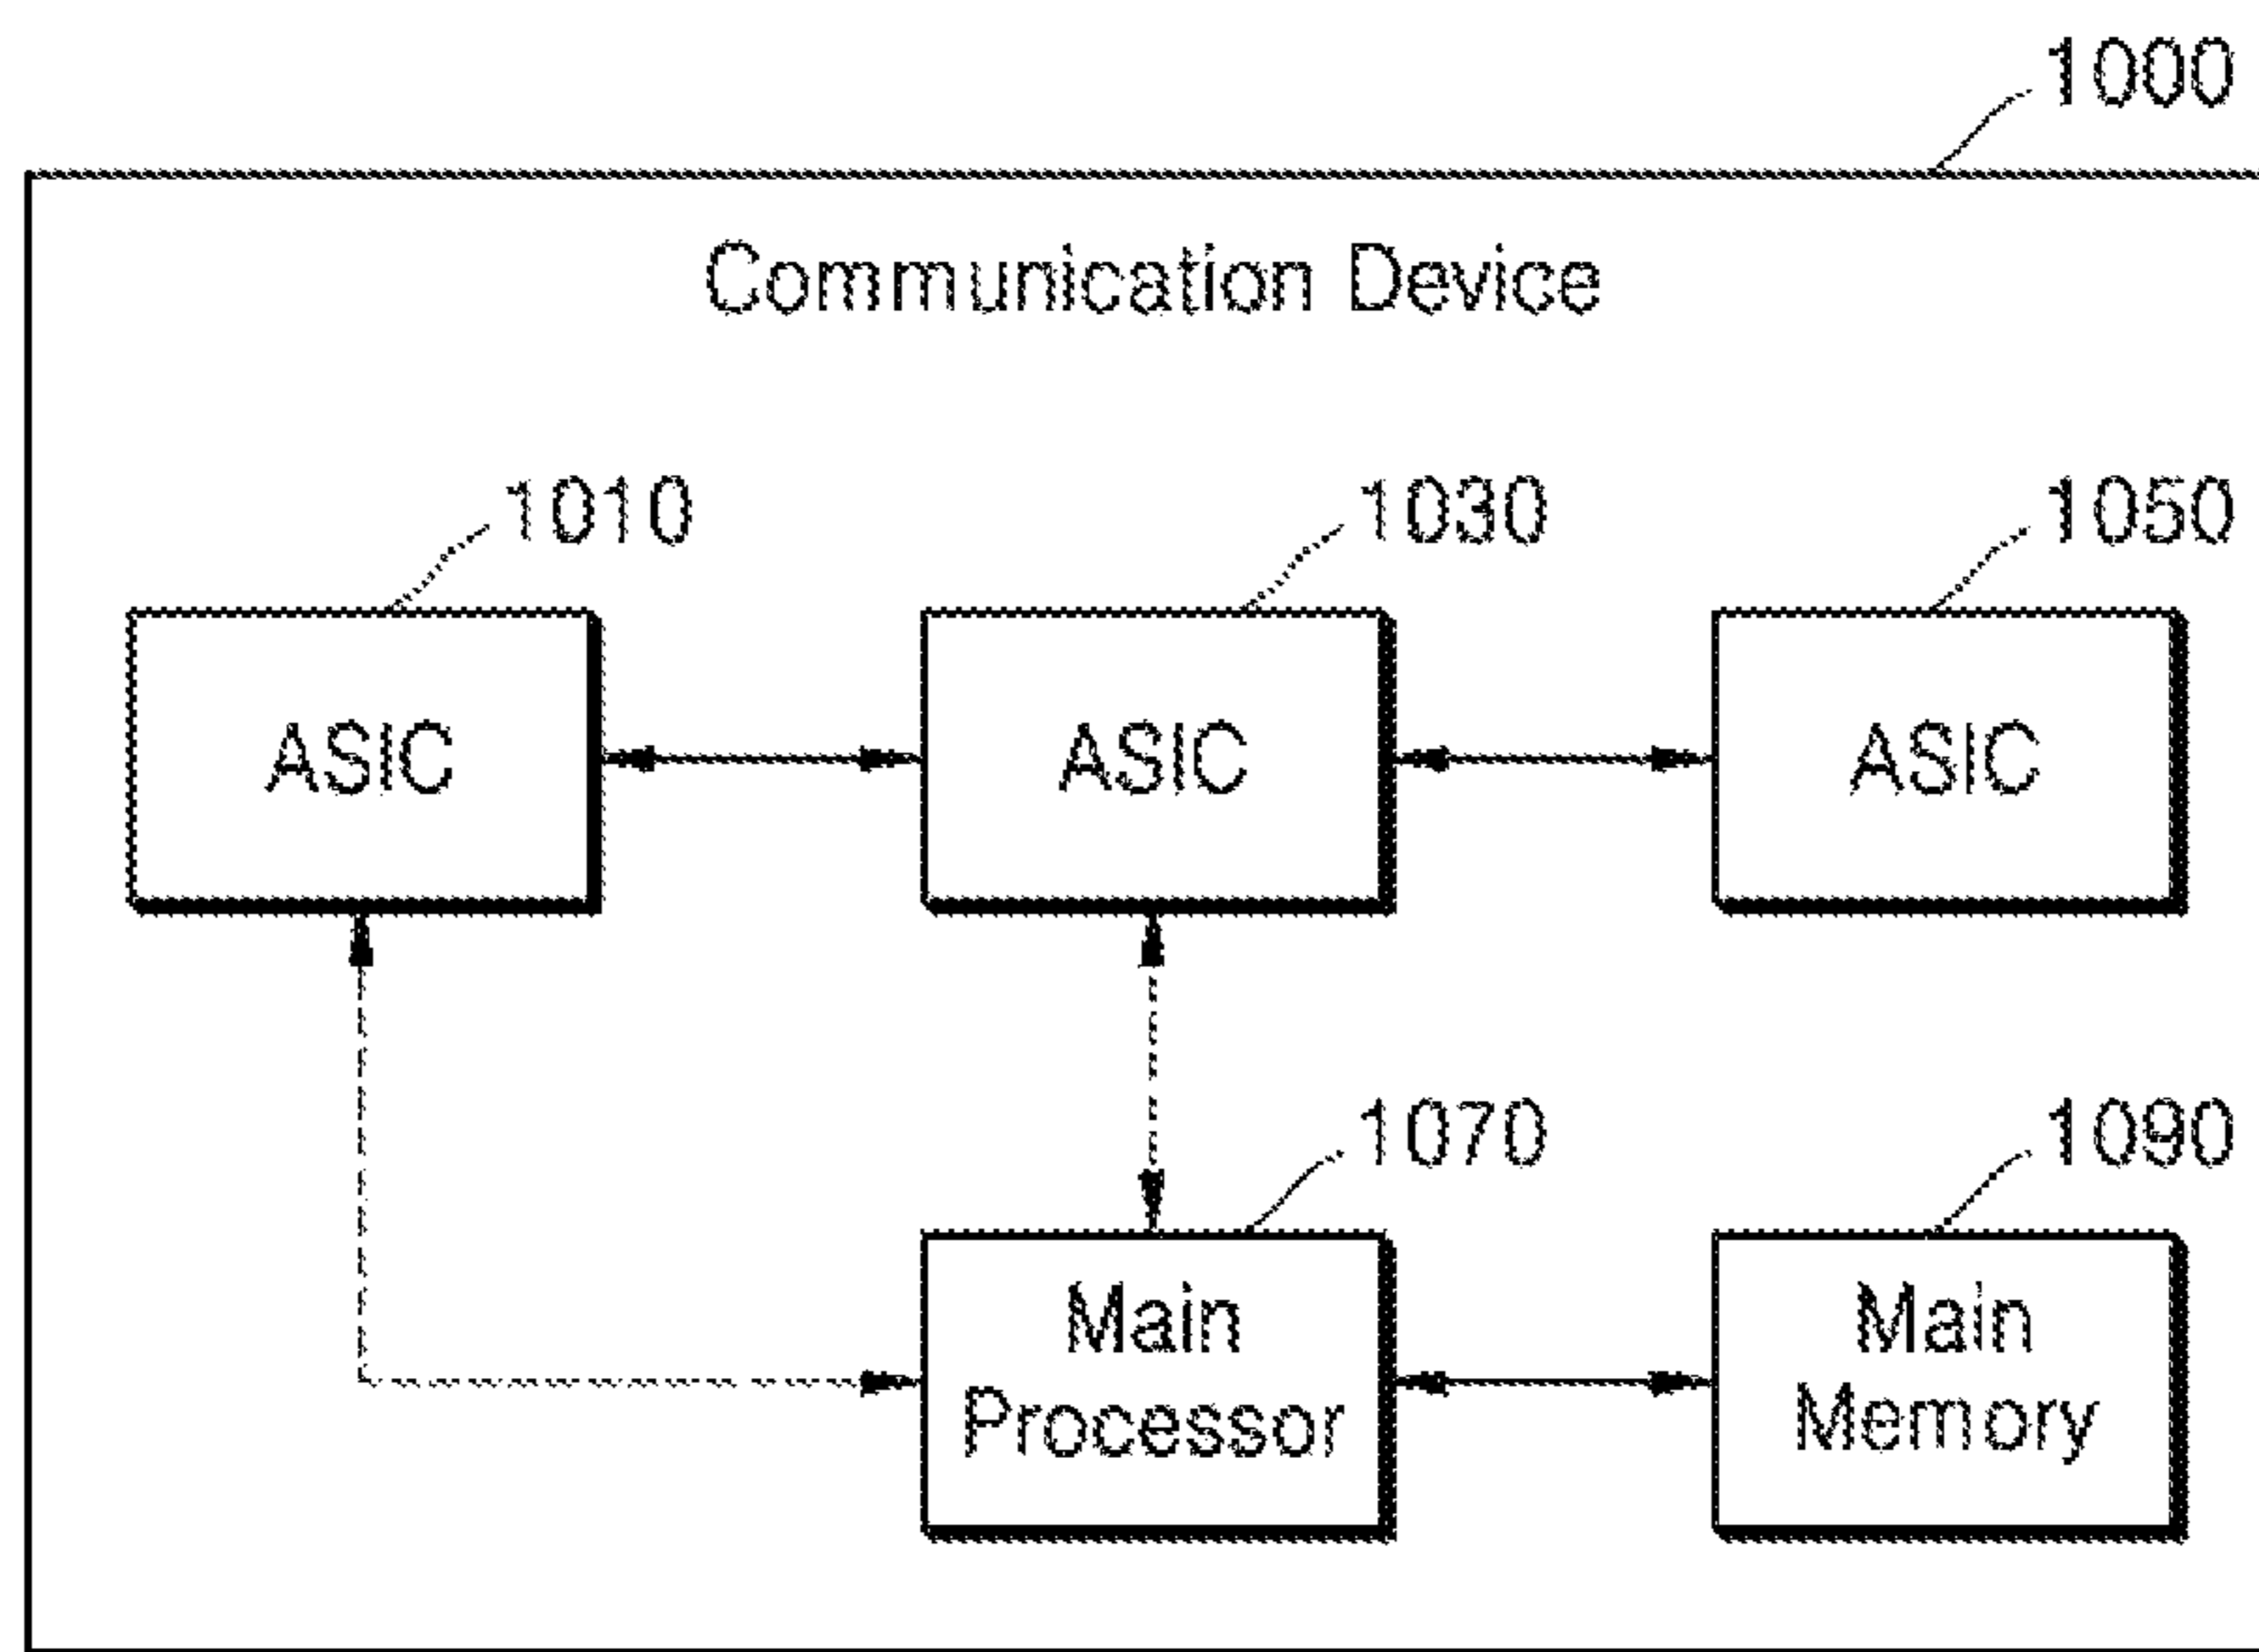 1000
Communication Device
1010
1030
1050
ASIC
ASIC
ASIC
1070
1090
Main
Processor
Main
Memory